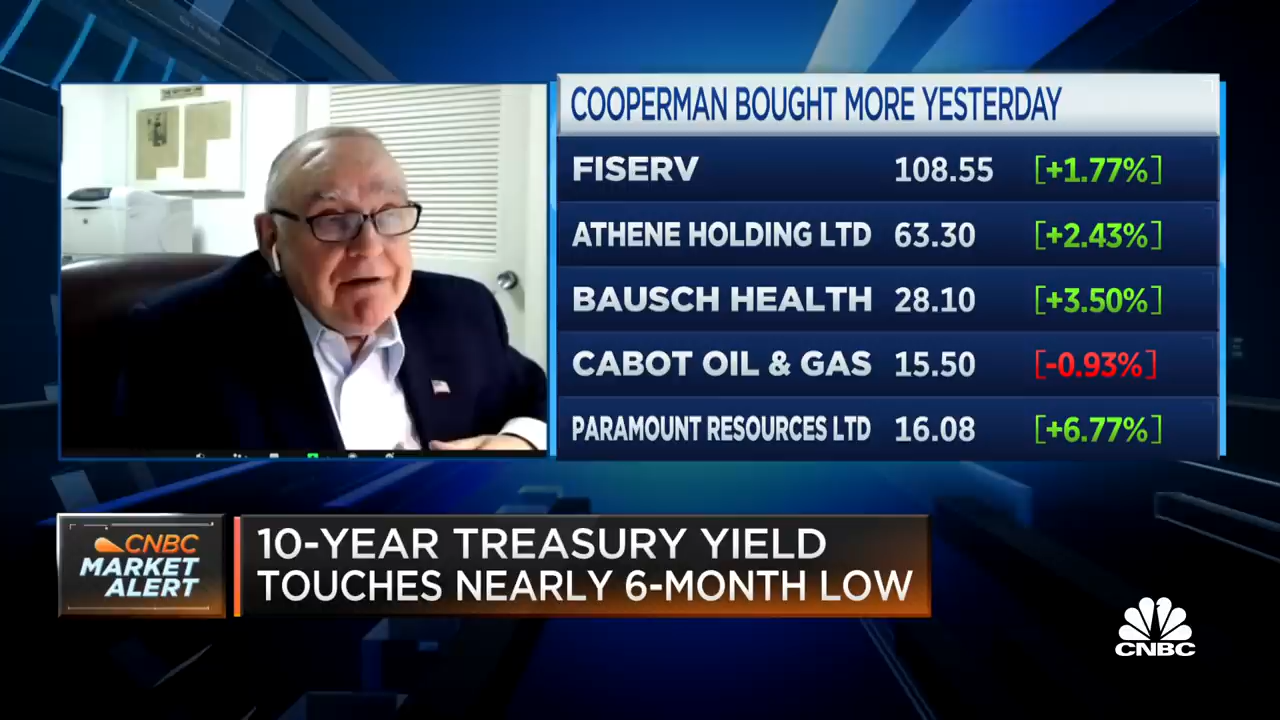 COOPERMAN BOUGHT MORE YESTERDAY
FISERV 108.55 [+1.77%]
ATHENE HOLDING LTD 63.30 [+2.43%]
BAUSCH HEALTH 28.10 [+3.50%]
CABOT OIL & GAS 15.50 [-0.93%]
PARAMOUNT RESOURCES LTD 16.08 [+6.77%]
CNBC
MARKET
ALERT
10-YEAR TREASURY YIELD
TOUCHES NEARLY 6-MONTH LOW
CNBC